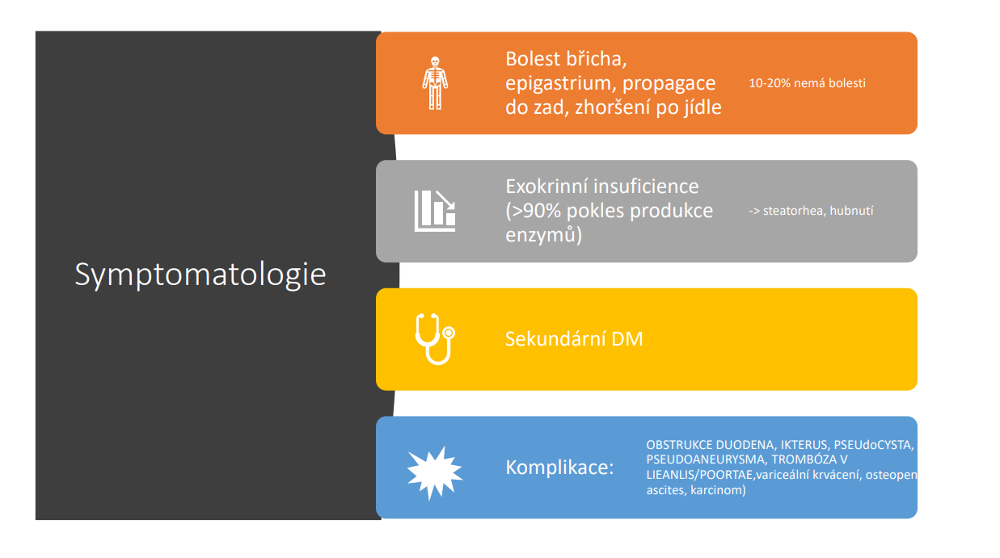 Symptomatologie
Bolest břicha,
epigastrium, propagace
do zad, zhoršení po jídle
10-20% nemá bolesti
Exokrinní insuficience
(>90% pokles produkce
enzymů)
-> steatorhea, hubnutí
Sekundární DM
Komplikace:
OBSTRUKCE DUODENA, IKTERUS, PSEUdoCYSTA,
PSEUDOANEURYSMA, TROMBÓZA V
LIEANLIS/POORTAE,variceální krvácení, osteopen
ascites, karcinom)